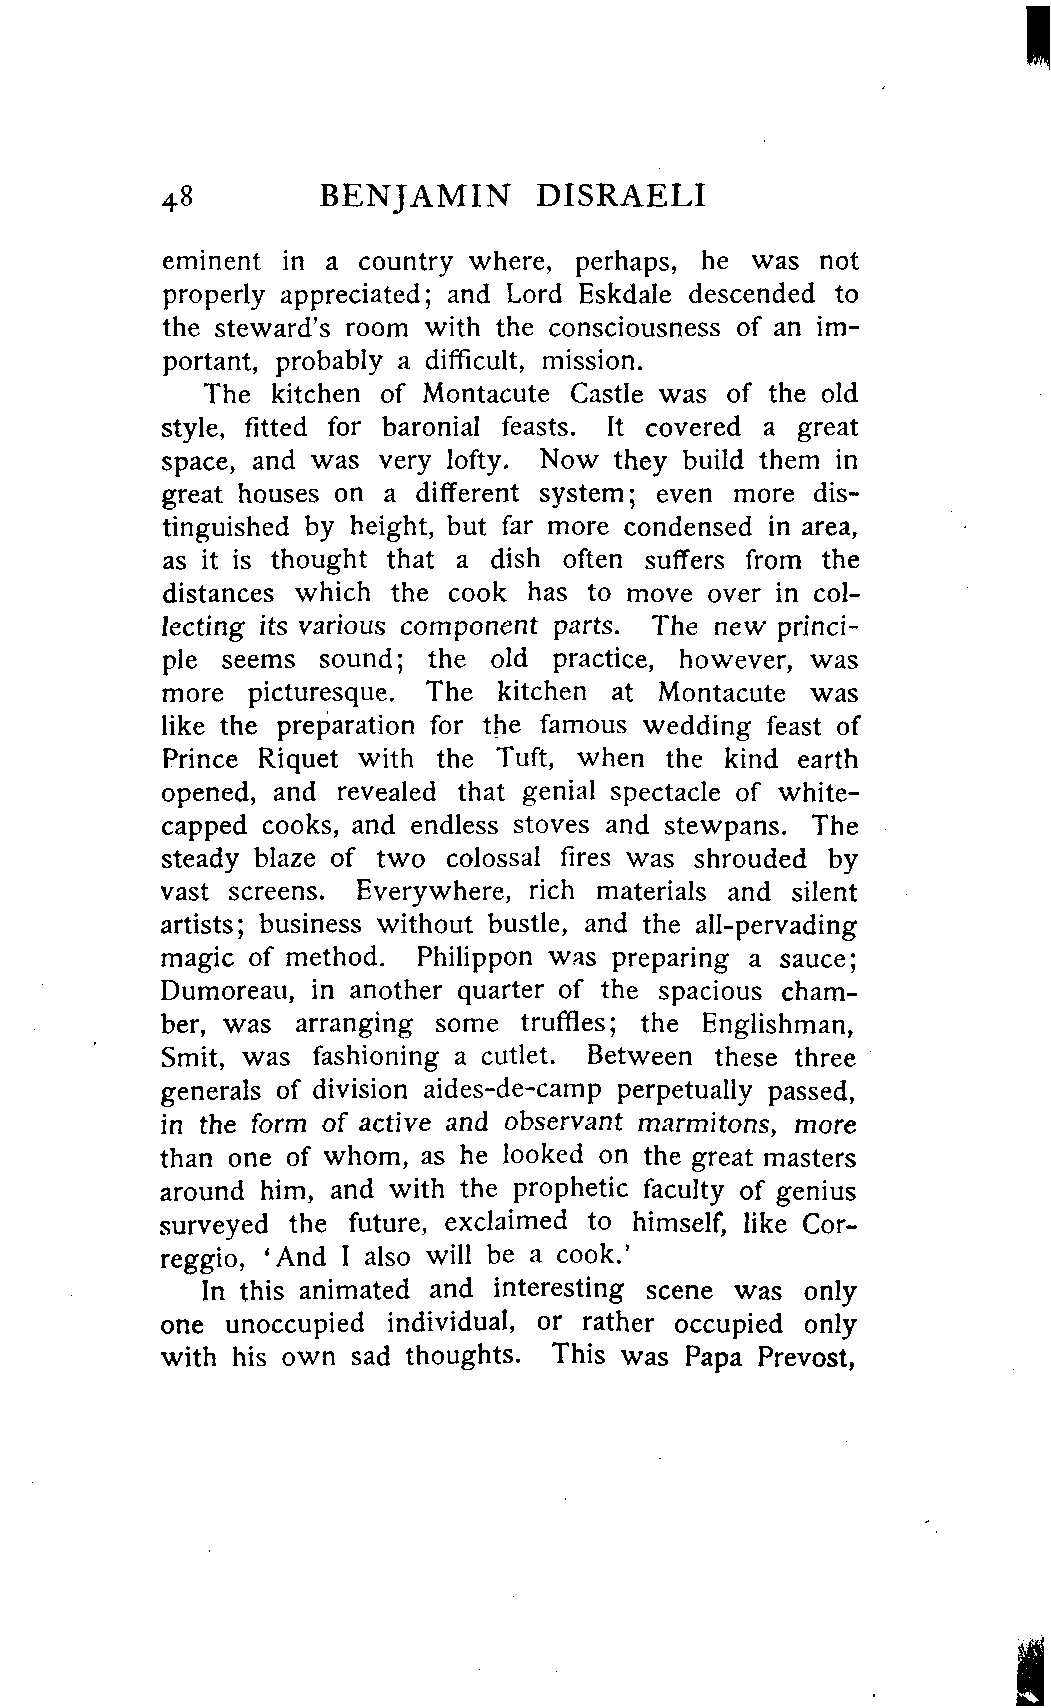 48 BENJAMIN DISRAELI
eminent in a country where, perhaps, he was not
properly appreciated; and Lord Eskdale descended to
the steward's room with the consciousness of an im-
portant, probably a difficult, mission.
The kitchen of Montacute Castle was of the old
style, fitted for baronial feasts. It covered a great
space, and was very lofty. Now they build them in
great houses on a different system; even more dis-
tinguished by height, but far more condensed in area,
as it is thought that a dish often suffers from the
distances which the cook has to move over in col-
lecting its various component parts. The new princi-
ple seems sound; the old practice, however, was
more picturesque. The kitchen at Montacute was
like the preparation for the famous wedding feast of
Prince Riquet with the Tuft, when the kind earth
opened, and revealed that genial spectacle of white-
capped cooks, and endless stoves and stewpans. The
steady blaze of two colossal fires was shrouded by
vast screens. Everywhere, rich materials and silent
artists; business without bustle, and the all-pervading
magic of method. Philippon was preparing a sauce;
Dumoreau, in another quarter of the spacious cham-
ber, was arranging some truffles; the Englishman,
Smit, was fashioning a cutlet. Between these three
generals of division aides-de-camp perpetually passed,
in the form of active and observant marmitons, more
than one of whom, as he looked on the great masters
around him, and with the prophetic faculty of genius
surveyed the future, exclaimed to himself, like Cor-
reggio, 'And I also will be a cook.'
In this animated and interesting scene was only
one unoccupied individual, or rather occupied only
with his own sad thoughts. This was Papa Prevost,